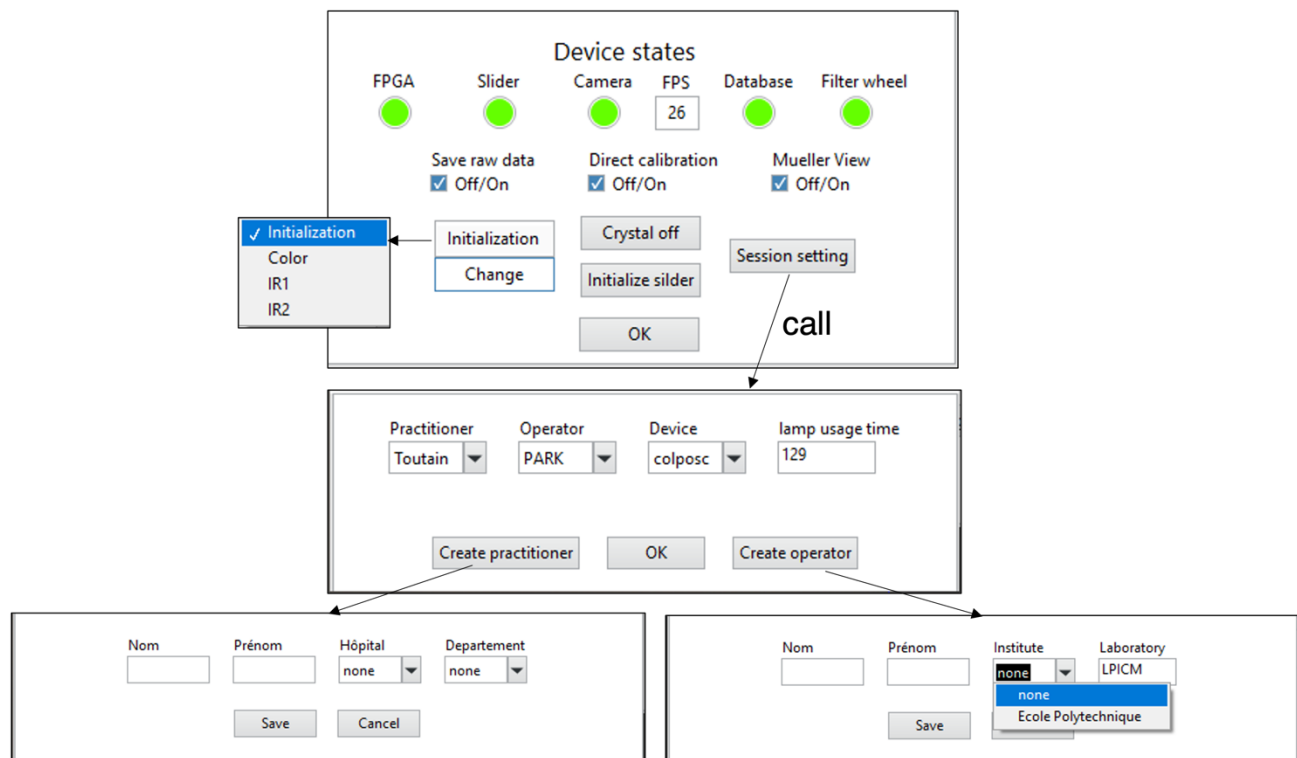 Device states
FPGA Slider Camera FPS Database Filter wheel
26
Save raw data Direct calibration Mueller View
Off/On Off/On Off/On
Initialization
Color
IR1
IR2
Initialization
Change
Crystal off
Initialize silder
Session setting
OK
call
Practitioner Operator Device lamp usage time
Toutain PARK colposc 129
Create practitioner OK Create operator
Nom Prénom Hôpital Departement
none none
Save Cancel
Nom Prénom Institute Laboratory
none LPICM
none
Ecole Polytechnique
Save